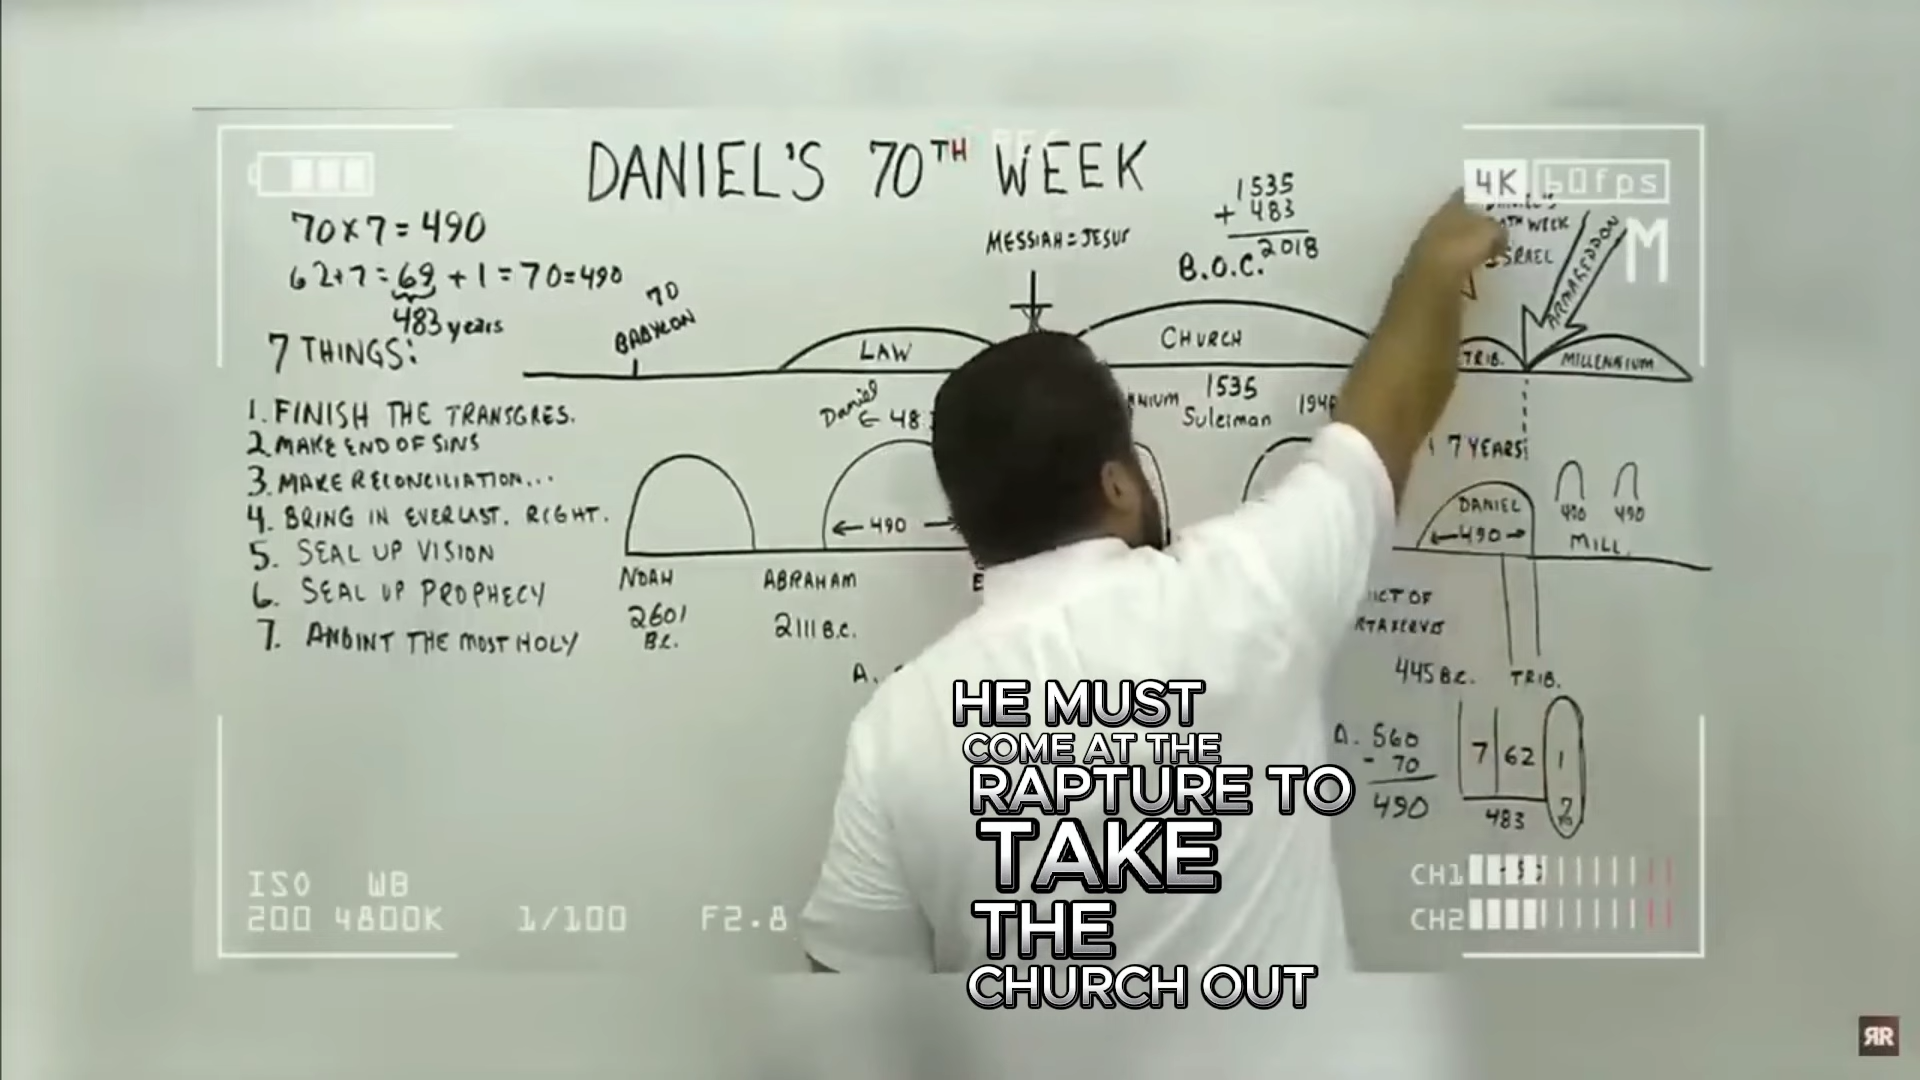 DANIEL'S 70TH WEEK
70x7=490
62+7=69+1=70=490
483 years
7 THINGS:
1. FINISH THE TRANSGRES.
2. MAKE END OF SINS
3. MAKE RECONCILIATION...
4. BRING IN EVERLAST. RIGHT.
5. SEAL UP VISION
6. SEAL UP PROPHECY
7. ANOINT THE MOST HOLY
70
BABYLON
MESSIAH=JESUS
1535
+ 483
2018
B.O.C.
4K 60fps
M
WEEK
ARMAGEDDON
LAW
CHURCH
TRIB.
MILLENNIUM
Daniel
← 48
1535
Suleiman
7 YEARS
←490→
DANIEL
←490→
490 490
MILL.
NOAH
2601
B.C.
ABRAHAM
2111 B.C.
A.
445 B.C.
TRIB.
A. 560
- 70
490
7 62 1
483 7
HE MUST
COME AT THE
RAPTURE TO
TAKE
THE
CHURCH OUT
ISO WB
200 4800K 1/100 F2.8
CH1
CH2
RR